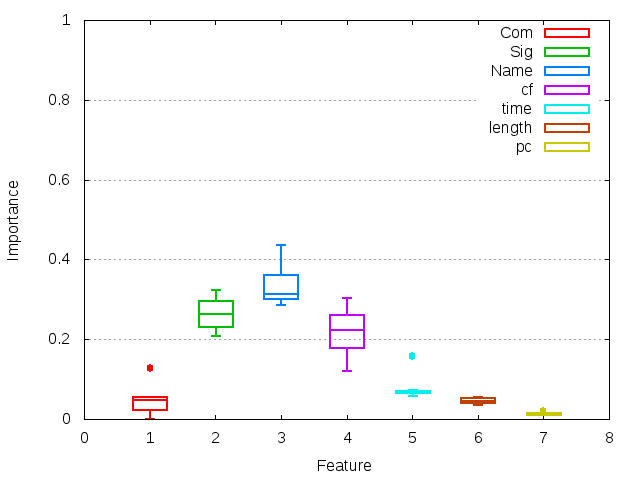 1
0.8
0.6
0.4
0.2
0
Importance
Com
Sig
Name
cf
time
length
pc
0 1 2 3 4 5 6 7 8
Feature